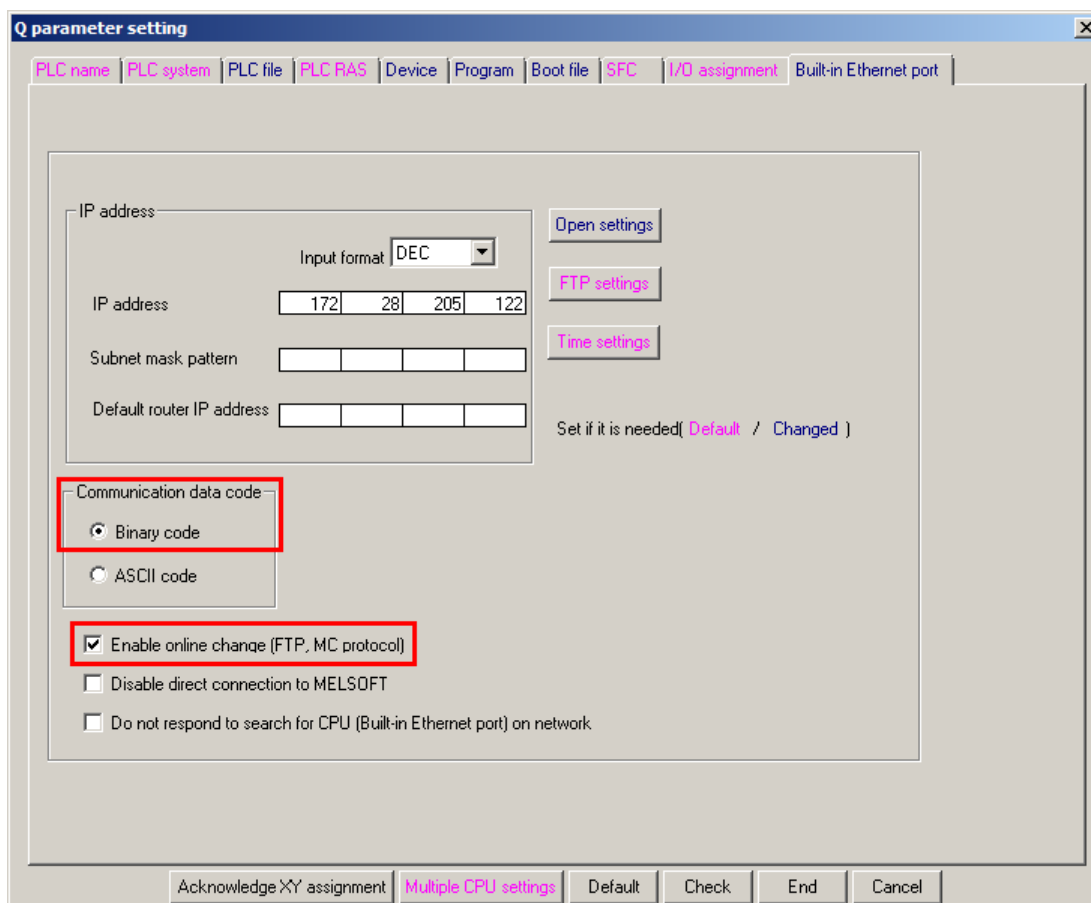 Q parameter setting
PLC name PLC system PLC file PLC RAS Device Program Boot file SFC I/O assignment Built-in Ethernet port
IP address
Input format DEC
IP address 172 28 205 122
Subnet mask pattern
Default router IP address
Open settings
FTP settings
Time settings
Set if it is needed( Default / Changed )
Communication data code
Binary code
ASCII code
Enable online change (FTP, MC protocol)
Disable direct connection to MELSOFT
Do not respond to search for CPU (Built-in Ethernet port) on network
Acknowledge XY assignment Multiple CPU settings Default Check End Cancel